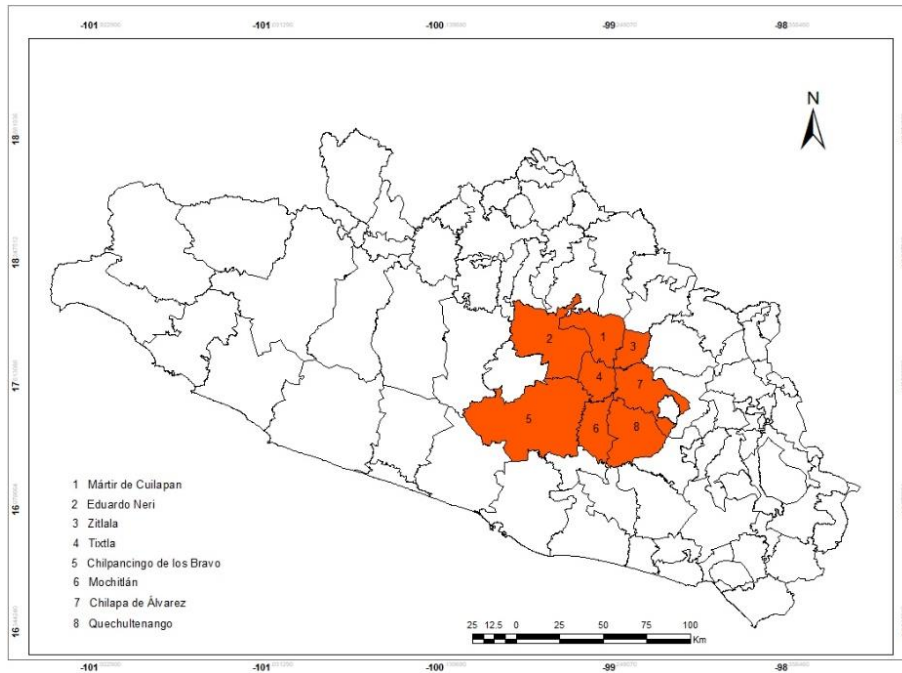 -101 -101 -100 -99 -98
N
18
18
17
16
16
1
2
3
4
7
5
6
8
1 Mártir de Cuilapan
2 Eduardo Neri
3 Zitlala
4 Tixtla
5 Chilpancingo de los Bravo
6 Mochitlán
7 Chilapa de Álvarez
8 Quechultenango
25 12.5 0 25 50 75 100
Km
-101 -101 -100 -99 -98